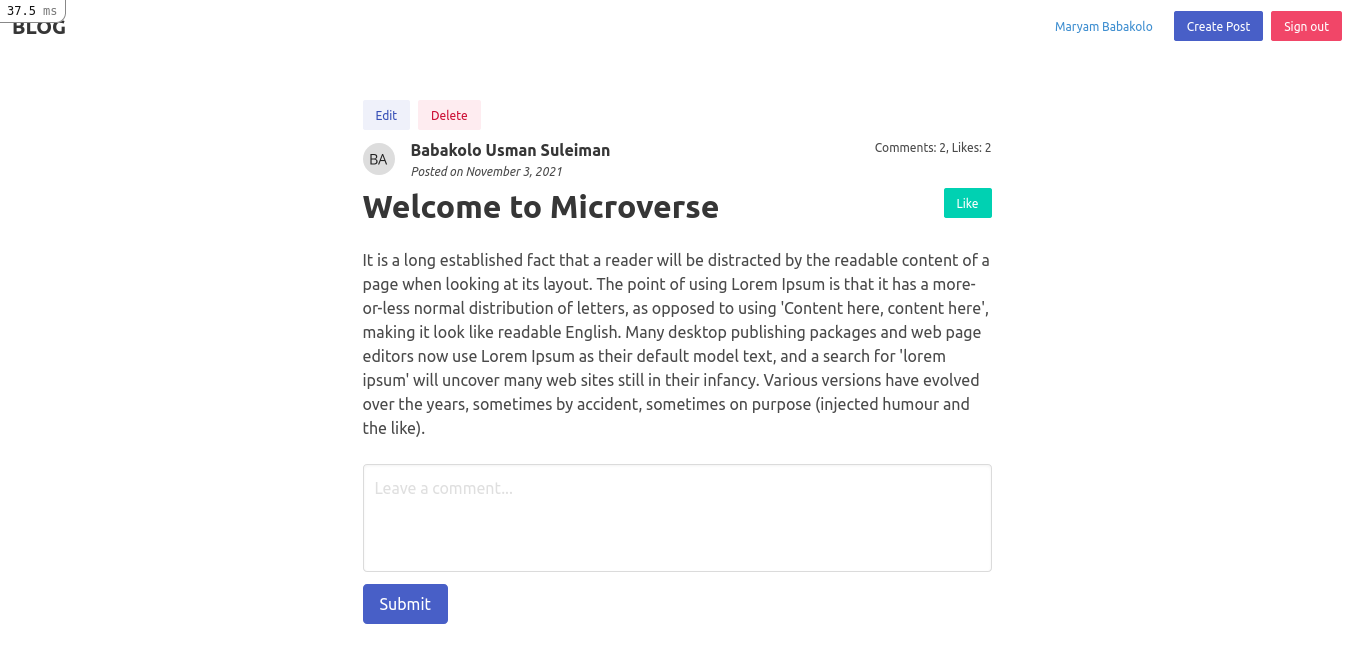 37.5 ms
BLOG
Maryam Babakolo
Create Post
Sign out
Edit
Delete
BA
Babakolo Usman Suleiman
Comments: 2, Likes: 2
Posted on November 3, 2021
Welcome to Microverse
Like
It is a long established fact that a reader will be distracted by the readable content of a
page when looking at its layout. The point of using Lorem Ipsum is that it has a more-
or-less normal distribution of letters, as opposed to using 'Content here, content here',
making it look like readable English. Many desktop publishing packages and web page
editors now use Lorem Ipsum as their default model text, and a search for 'lorem
ipsum' will uncover many web sites still in their infancy. Various versions have evolved
over the years, sometimes by accident, sometimes on purpose (injected humour and
the like).
Leave a comment...
Submit